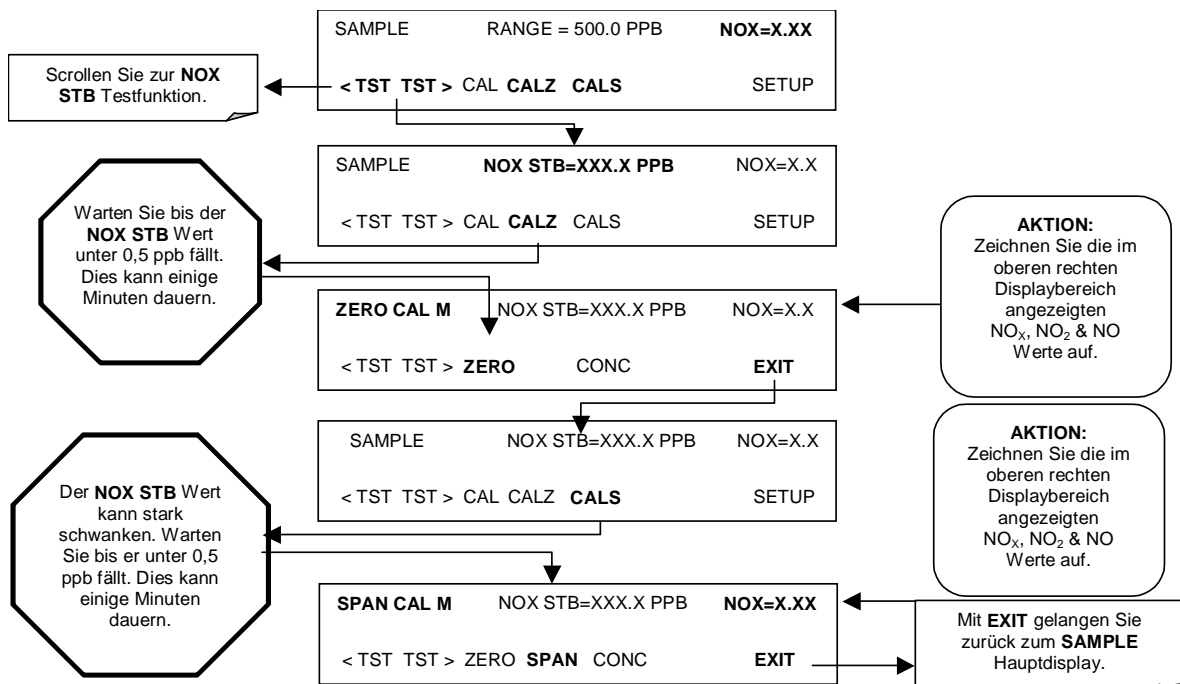 SAMPLE RANGE = 500.0 PPB NOX=X.XX
< TST TST > CAL CALZ CALS SETUP
Scrollen Sie zur NOX
STB Testfunktion.
SAMPLE NOX STB=XXX.X PPB NOX=X.X
< TST TST > CAL CALZ CALS SETUP
Warten Sie bis der
NOX STB Wert
unter 0,5 ppb fällt.
Dies kann einige
Minuten dauern.
AKTION:
Zeichnen Sie die im
oberen rechten
Displaybereich
angezeigten
NOX, NO2 & NO
Werte auf.
ZERO CAL M NOX STB=XXX.X PPB NOX=X.X
< TST TST > ZERO CONC EXIT
SAMPLE NOX STB=XXX.X PPB NOX=X.X
< TST TST > CAL CALZ CALS SETUP
Der NOX STB Wert
kann stark
schwanken. Warten
Sie bis er unter 0,5
ppb fällt. Dies kann
einige Minuten
dauern.
AKTION:
Zeichnen Sie die im
oberen rechten
Displaybereich
angezeigten
NOX, NO2 & NO
Werte auf.
SPAN CAL M NOX STB=XXX.X PPB NOX=X.XX
< TST TST > ZERO SPAN CONC EXIT
Mit EXIT gelangen Sie
zurück zum SAMPLE
Hauptdisplay.